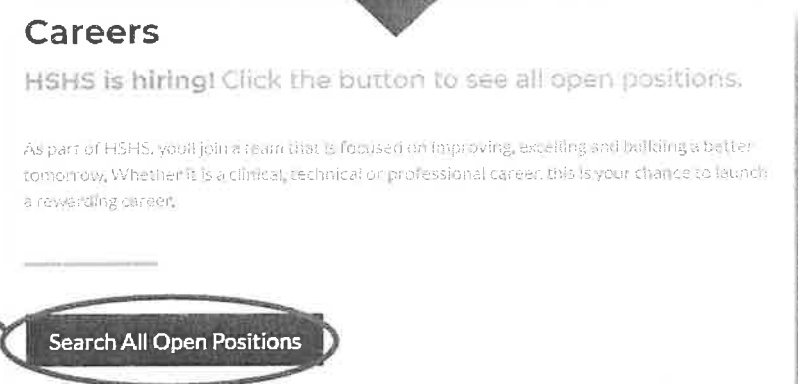 Careers
HSHS is hiring! Click the button to see all open positions.
As part of HSHS, you'll join a team that is focused on improving, excelling and building a better
tomorrow. Whether it is a clinical, technical or professional career, this is your chance to launch
a rewarding career.
Search All Open Positions